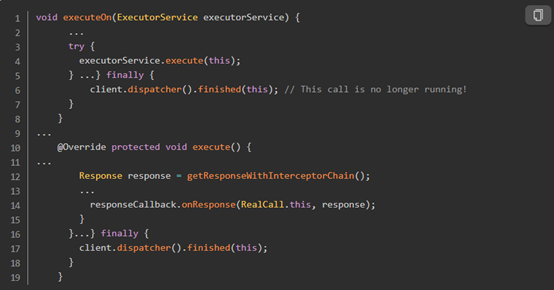 1 void executeOn(ExecutorService executorService) {
2 ...
3 try {
4 executorService.execute(this);
5 } ...} finally {
6 client.dispatcher().finished(this); // This call is no longer running!
7 }
8 }
9 ...
10 @Override protected void execute() {
11 ...
12 Response response = getResponseWithInterceptorChain();
13 ...
14 responseCallback.onResponse(RealCall.this, response);
15 }
16 }...} finally {
17 client.dispatcher().finished(this);
18 }
19 }